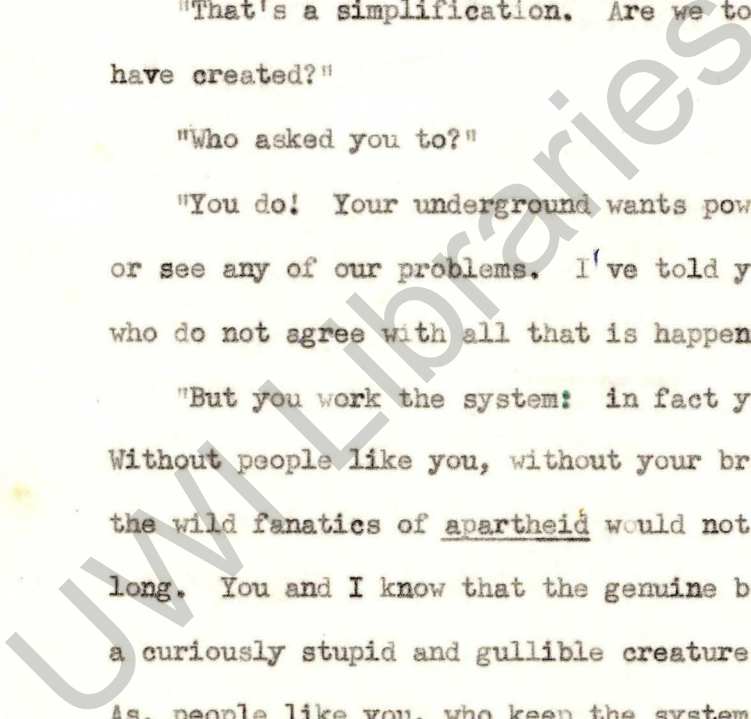 "That's a simplification. Are we to
have created?"
"Who asked you to?"
"You do! Your underground wants pow
or see any of our problems. I've told y
who do not agree with all that is happen
"But you work the system: in fact y
Without people like you, without your br
the wild fanatics of apartheid would not
long. You and I know that the genuine b
a curiously stupid and gullible creature
As, people like you, who keep the system
UWI Libraries